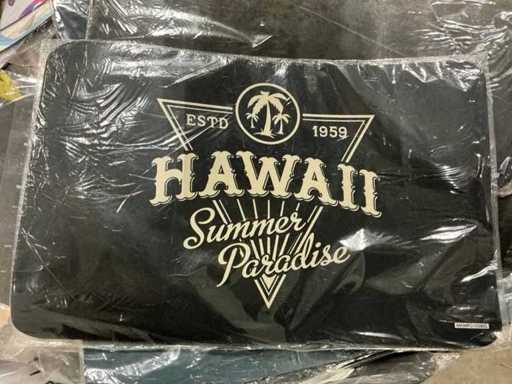 ESTD 1959
HAWAII
Summer
Paradise